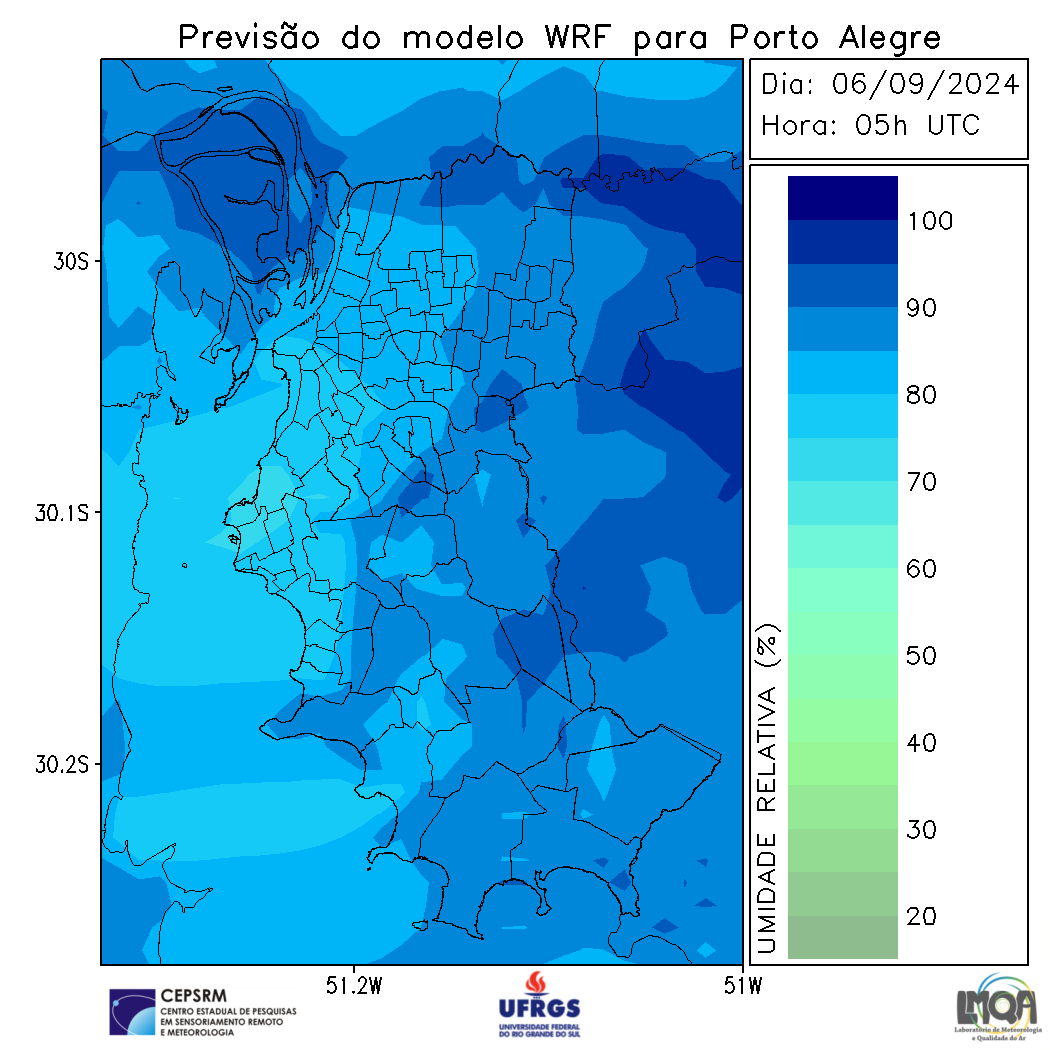 Previsão do modelo WRF para Porto Alegre
Dia: 06/09/2024
Hora: 05h UTC
30S
30.1S
30.2S
51.2W
51W
100
90
80
70
60
50
40
30
20
UMIDADE RELATIVA (%)
CEPSRM
CENTRO ESTADUAL DE PESQUISAS
EM SENSORIAMENTO REMOTO
E METEOROLOGIA
UFRGS
UNIVERSIDADE FEDERAL
DO RIO GRANDE DO SUL
LMQA
Laboratório de Meteorologia
e Qualidade do Ar